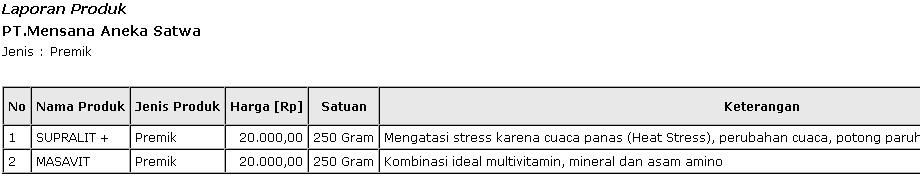 Laporan Produk
PT.Mensana Aneka Satwa
Jenis : Premik
No Nama Produk Jenis Produk Harga [Rp] Satuan Keterangan
1 SUPRALIT + Premik 20.000,00 250 Gram Mengatasi stress karena cuaca panas (Heat Stress), perubahan cuaca, potong paruh
2 MASAVIT Premik 20.000,00 250 Gram Kombinasi ideal multivitamin, mineral dan asam amino